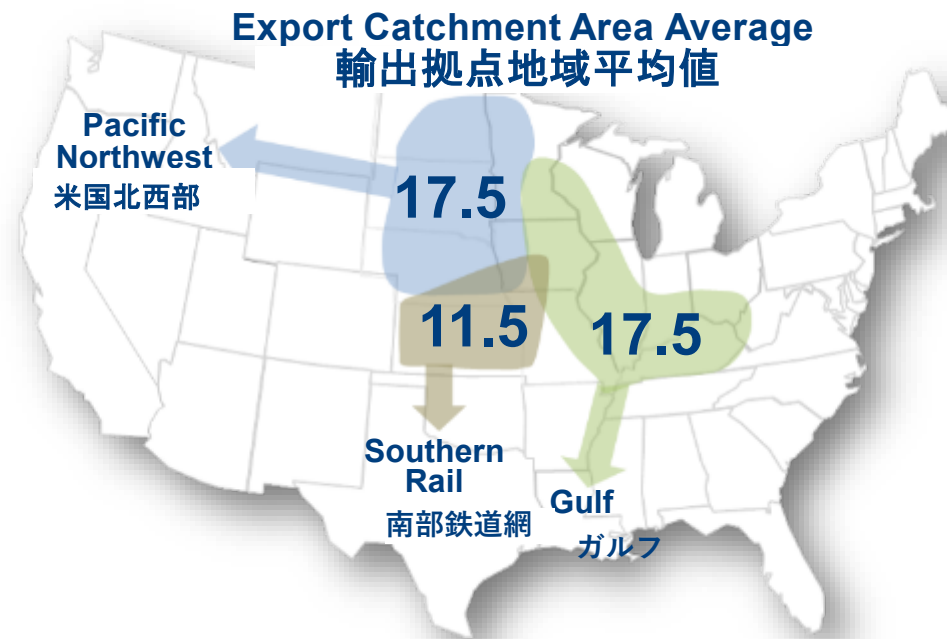 Export Catchment Area Average
輸出拠点地域平均値
Pacific
Northwest
米国北西部
17.5
11.5
17.5
Southern
Rail
南部鉄道網
Gulf
ガルフ